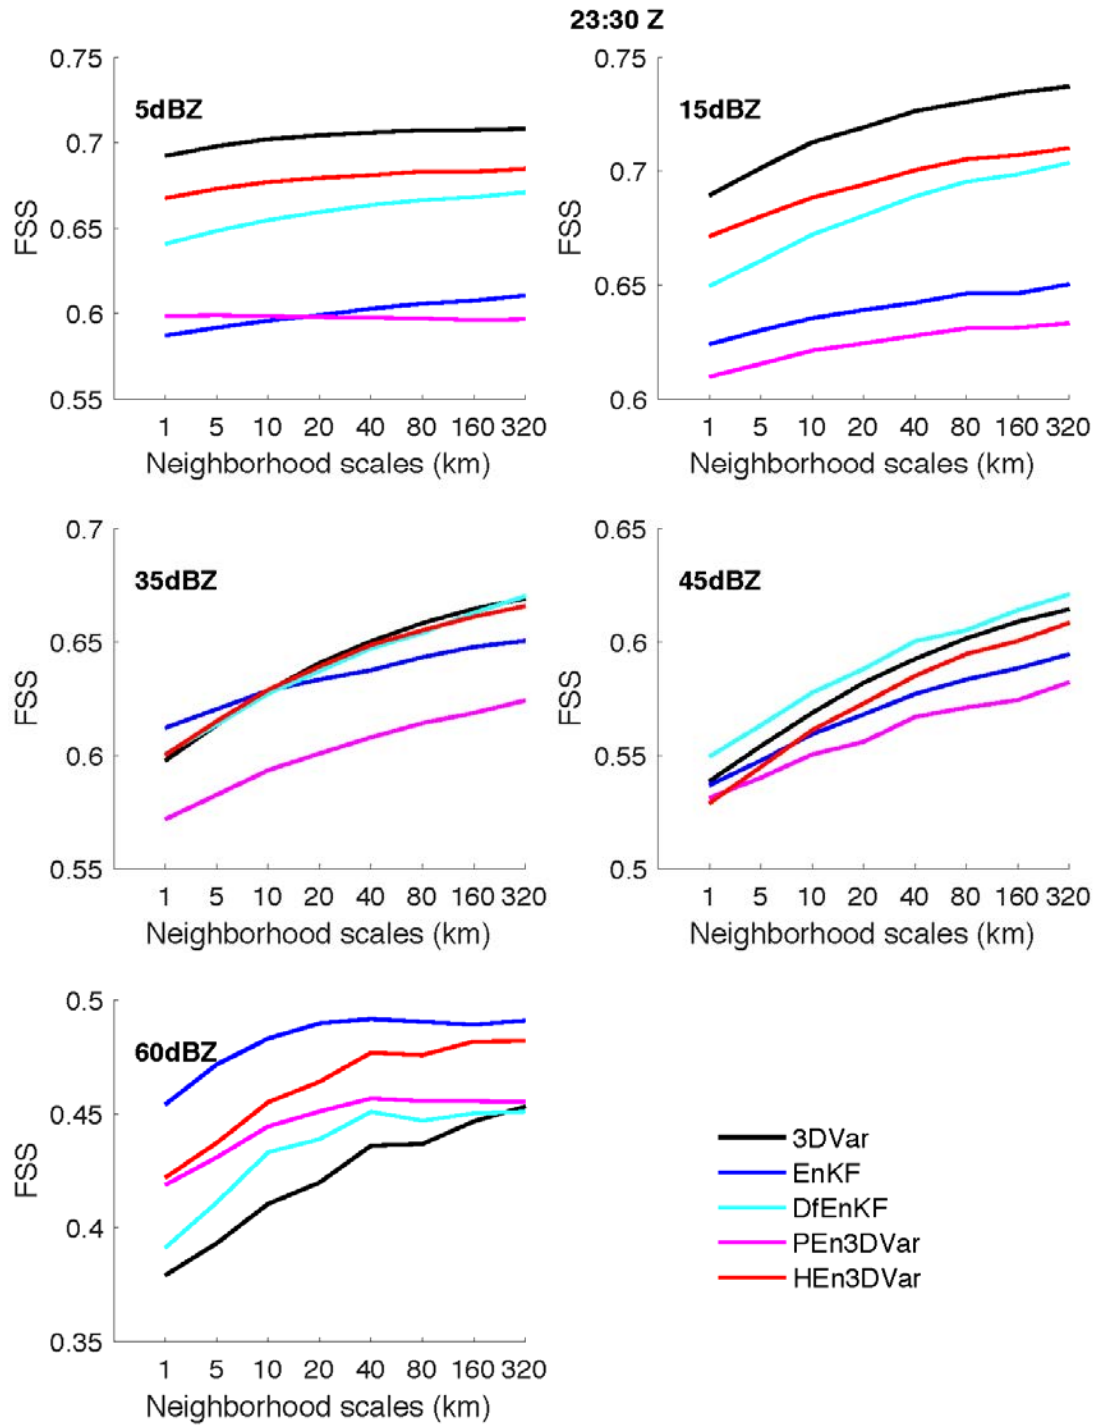 23:30 Z
0.75
0.7
0.65
0.6
0.55
5dBZ
FSS
1 5 10 20 40 80 160 320
Neighborhood scales (km)
0.75
0.7
0.65
0.6
15dBZ
FSS
1 5 10 20 40 80 160 320
Neighborhood scales (km)
0.7
0.65
0.6
0.55
35dBZ
FSS
1 5 10 20 40 80 160 320
Neighborhood scales (km)
0.65
0.6
0.55
0.5
45dBZ
FSS
1 5 10 20 40 80 160 320
Neighborhood scales (km)
0.5
0.45
0.4
0.35
60dBZ
FSS
1 5 10 20 40 80 160 320
Neighborhood scales (km)
3DVar
EnKF
DfEnKF
PEn3DVar
HEn3DVar